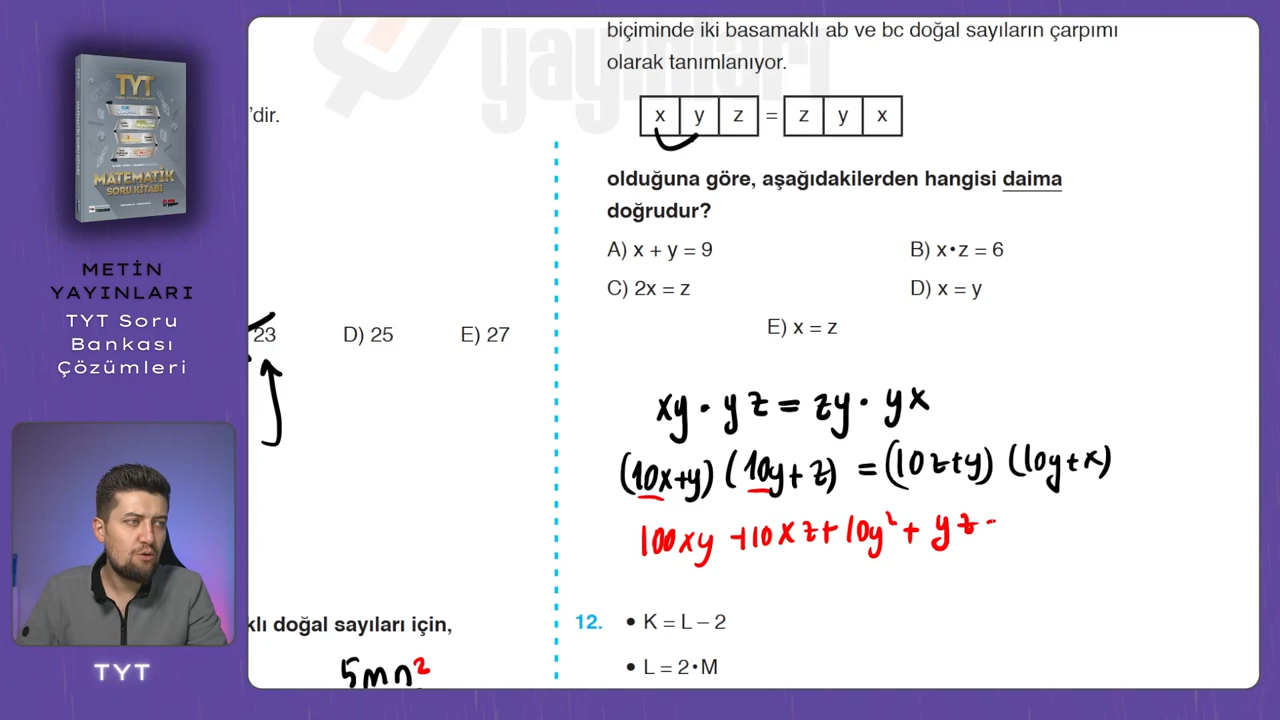 TYT
MATEMATİK
SORU KİTABI
METİN
YAYINLARI
TYT Soru
Bankası
Çözümleri
TYT
'dir.
23 D) 25 E) 27
klı doğal sayıları için,
5mn²
yayınları
biçiminde iki basamaklı ab ve bc doğal sayıların çarpımı
olarak tanımlanıyor.
x y z = z y x
olduğuna göre, aşağıdakilerden hangisi daima
doğrudur?
A) x + y = 9 B) x•z = 6
C) 2x = z D) x = y
E) x = z
xy · yz = zy · yx
(10x+y) (10y+z) = (10z+y) (10y+x)
100xy +10xz+10y²+ yz -
12. • K = L – 2
• L = 2•M